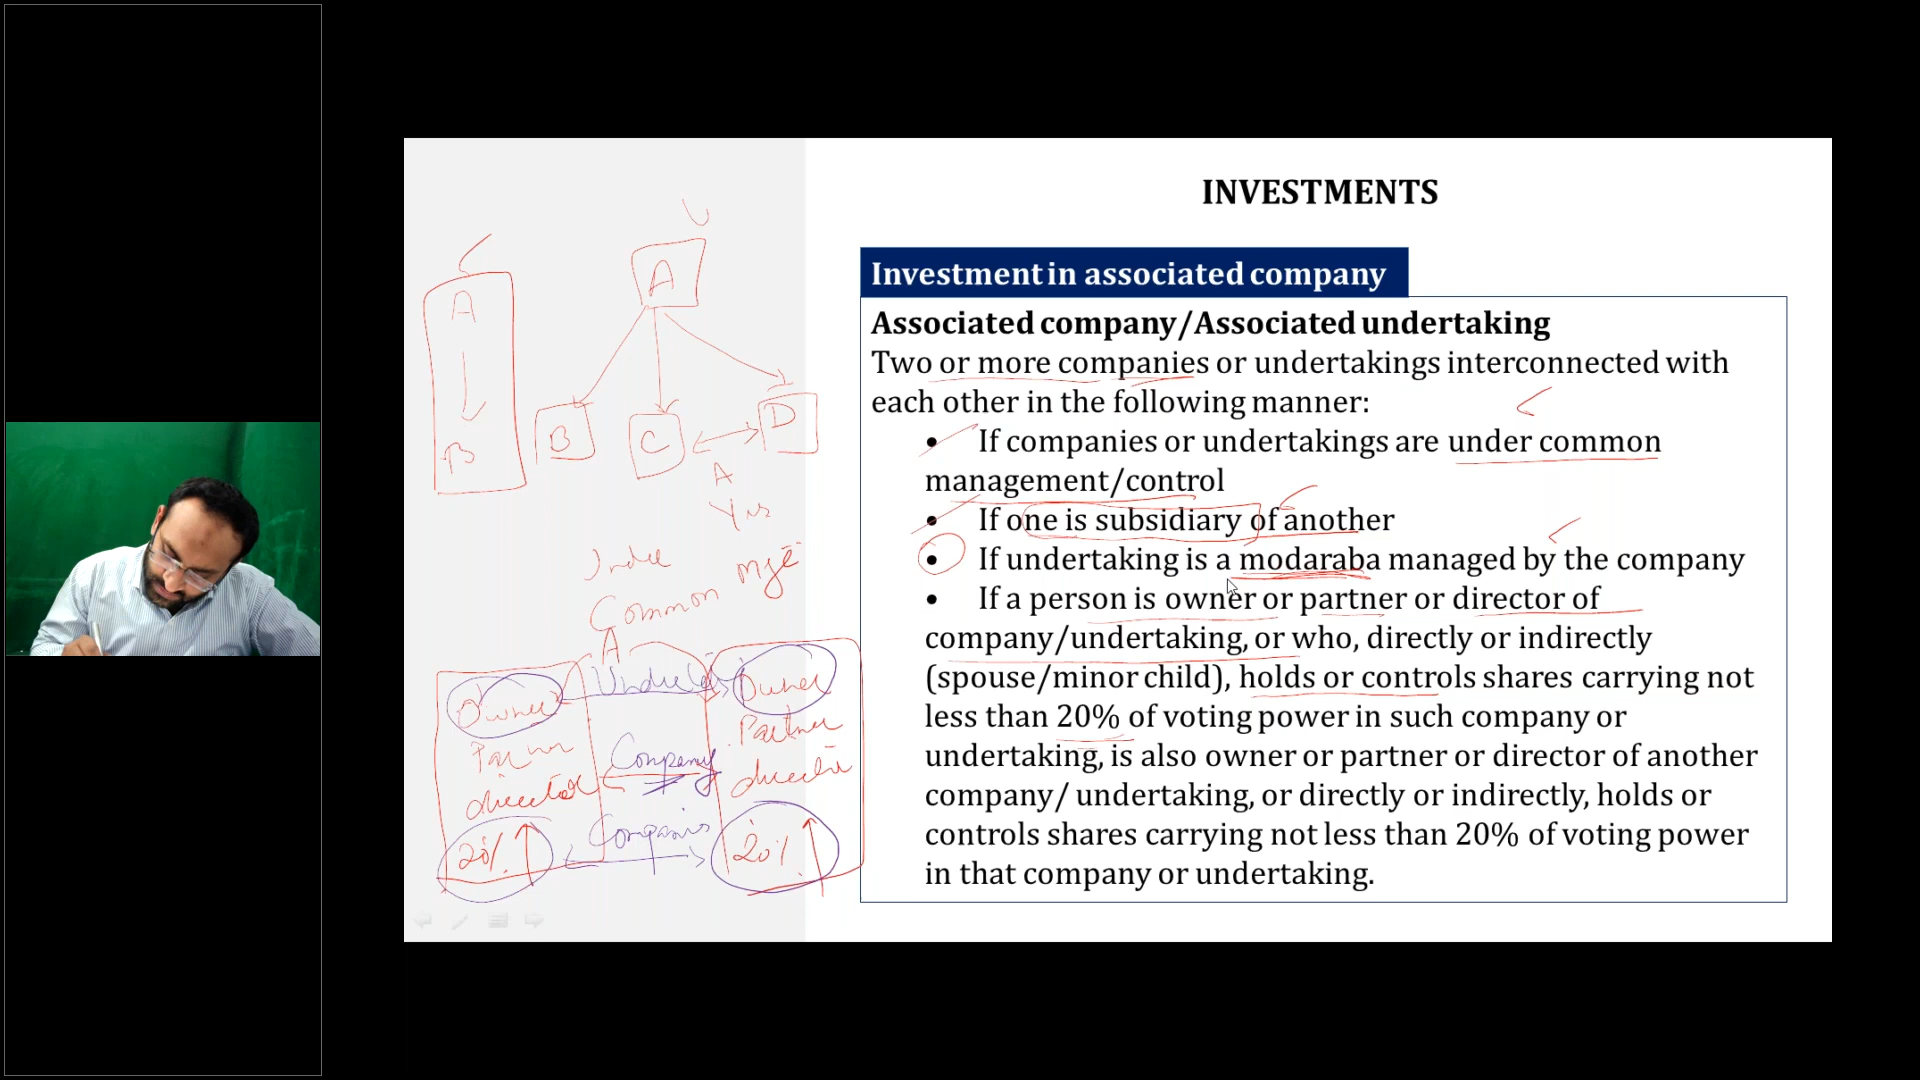 INVESTMENTS
Investment in associated company
Associated company/Associated undertaking
Two or more companies or undertakings interconnected with
each other in the following manner:
• If companies or undertakings are under common
management/control
• If one is subsidiary of another
• If undertaking is a modaraba managed by the company
• If a person is owner or partner or director of
company/undertaking, or who, directly or indirectly
(spouse/minor child), holds or controls shares carrying not
less than 20% of voting power in such company or
undertaking, is also owner or partner or director of another
company/ undertaking, or directly or indirectly, holds or
controls shares carrying not less than 20% of voting power
in that company or undertaking.
A
A
B
B
C
D
A
Yes
Common
A
Owner
Owner
Partner
Partner
Company
director
20%
20%